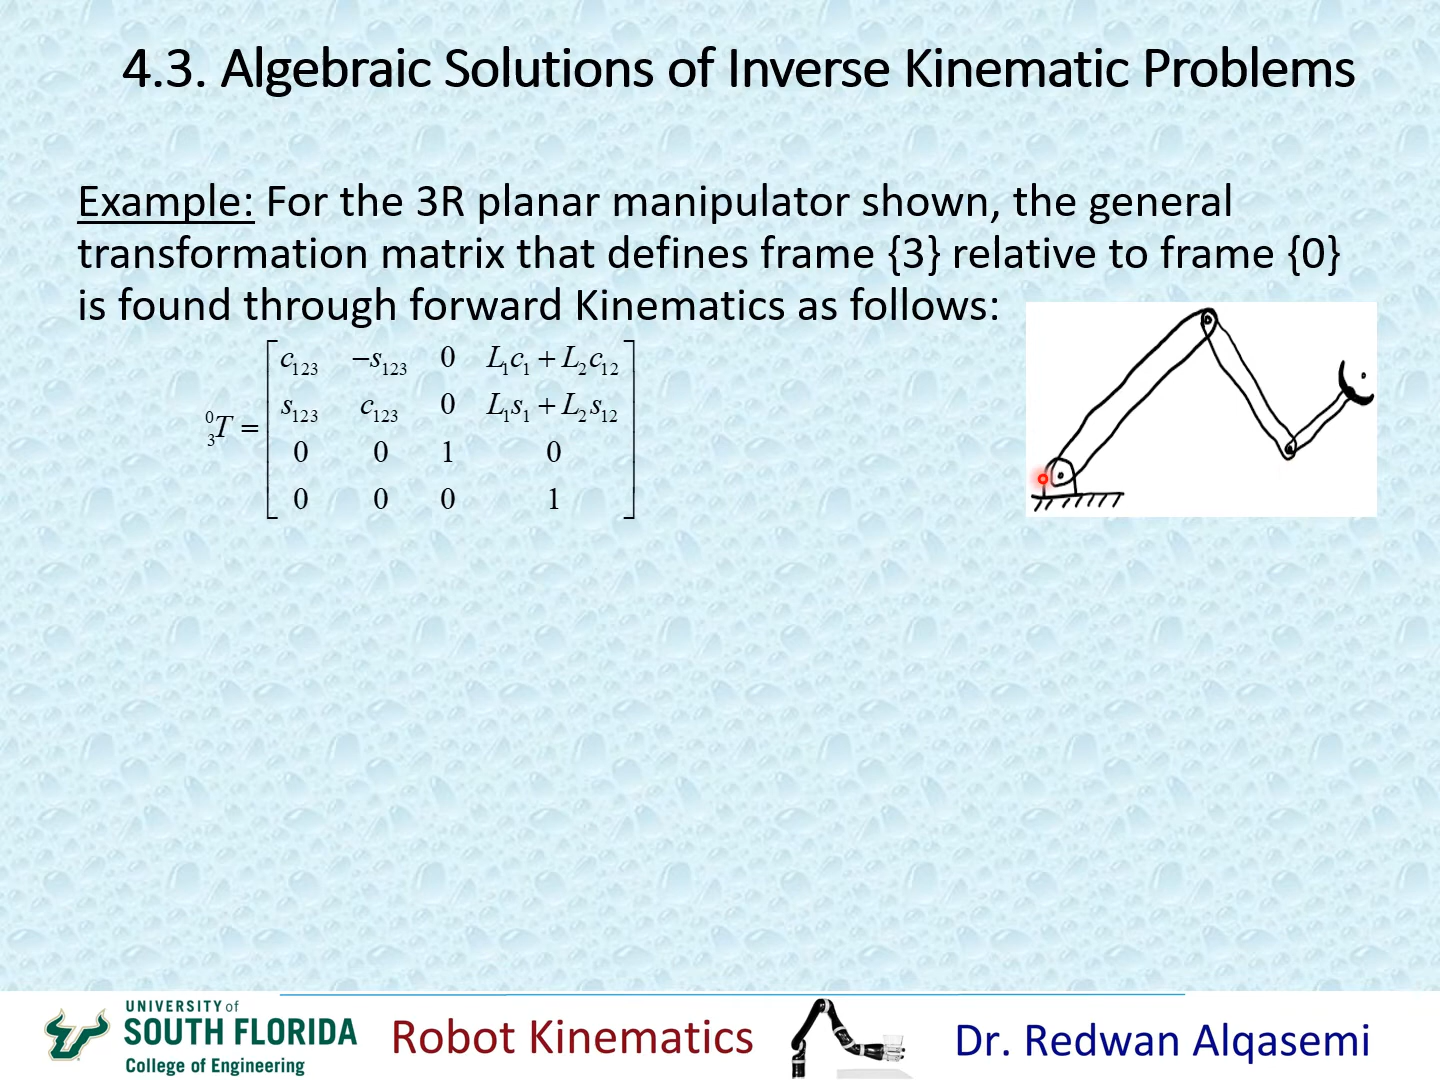 4.3. Algebraic Solutions of Inverse Kinematic Problems
Example: For the 3R planar manipulator shown, the general
transformation matrix that defines frame {3} relative to frame {0}
is found through forward Kinematics as follows:
c₁₂₃ −s₁₂₃ 0 L₁c₁ + L₂c₁₂
s₁₂₃ c₁₂₃ 0 L₁s₁ + L₂s₁₂
⁰₃T =
0 0 1 0
0 0 0 1
UNIVERSITY of
SOUTH FLORIDA
College of Engineering
Robot Kinematics
Dr. Redwan Alqasemi